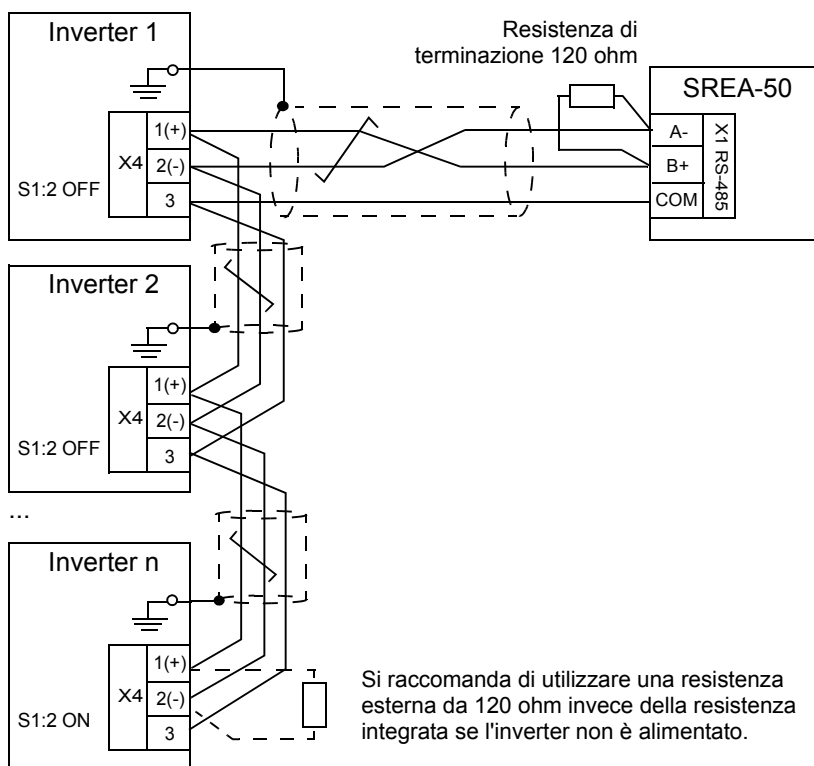 Inverter 1
Resistenza di
terminazione 120 ohm
SREA-50
X4
1(+)
2(-)
3
S1:2 OFF
A-
B+
COM
X1 RS-485
Inverter 2
X4
1(+)
2(-)
3
S1:2 OFF
...
Inverter n
X4
1(+)
2(-)
3
S1:2 ON
Si raccomanda di utilizzare una resistenza
esterna da 120 ohm invece della resistenza
integrata se l'inverter non è alimentato.